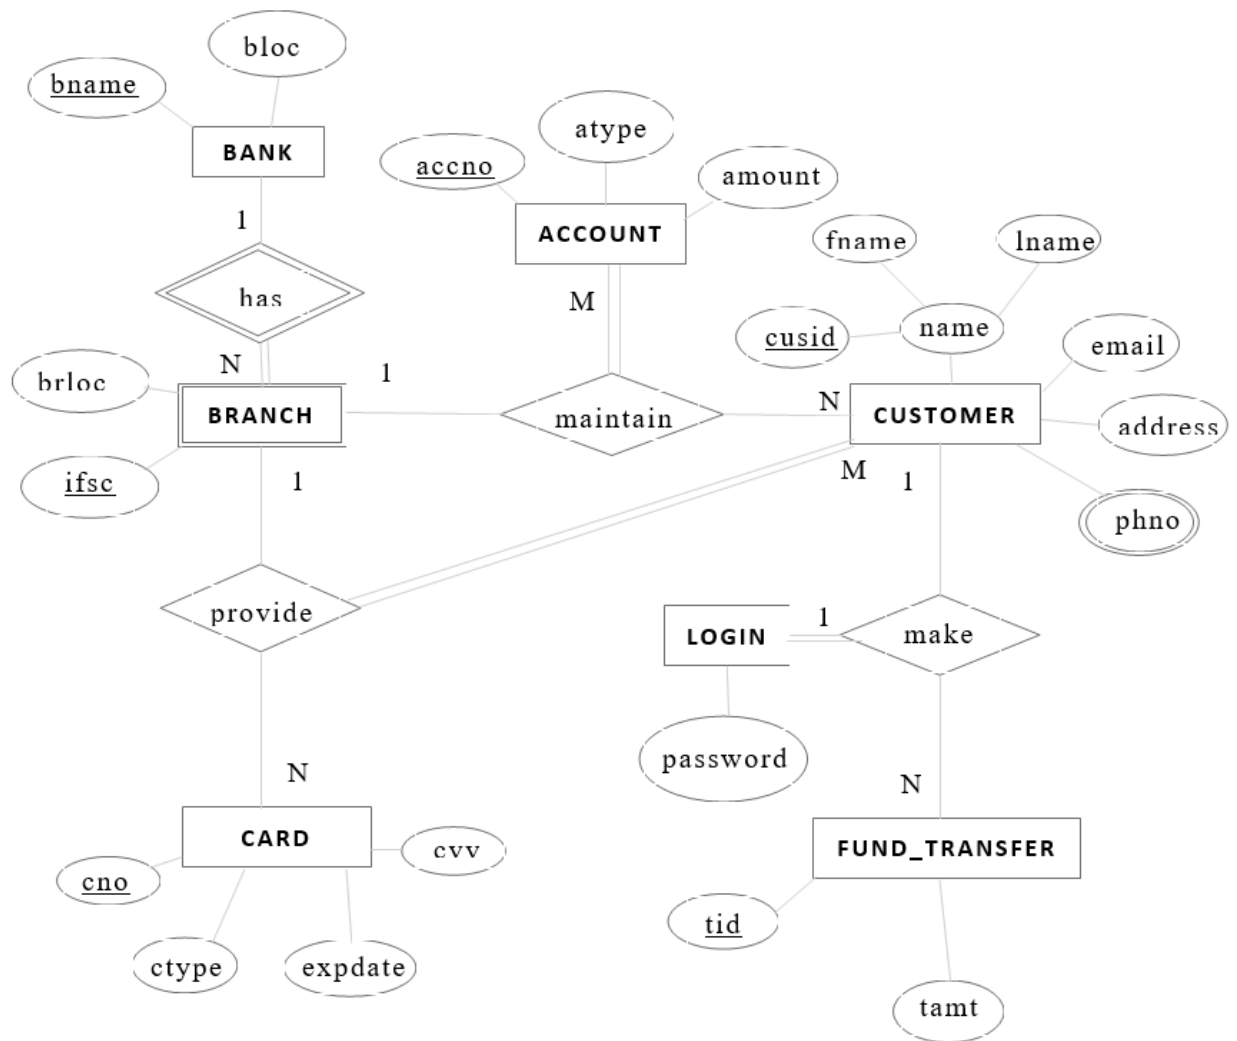 bloc
bname
BANK
atype
accno
amount
ACCOUNT
1
fname
lname
has
M
name
cusid
email
N
brloc
1
BRANCH
maintain
N
CUSTOMER
address
ifsc
1
M
1
phno
provide
LOGIN
1
make
password
N
N
CARD
cvv
FUND_TRANSFER
cno
tid
ctype
expdate
tamt